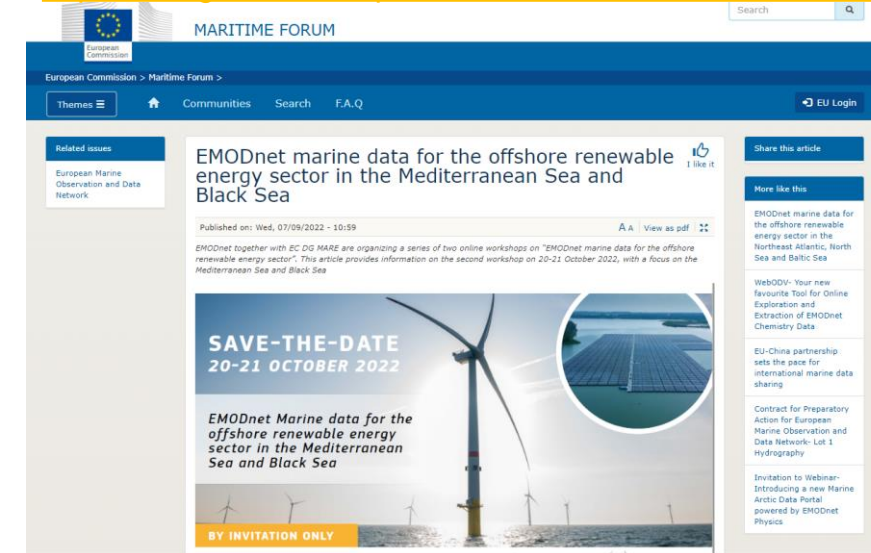 Search
MARITIME FORUM
European
Commission
European Commission > Maritime Forum >
Themes
Communities
Search
F.A.Q
EU Login
Related issues
European Marine
Observation and Data
Network
EMODnet marine data for the offshore renewable
energy sector in the Mediterranean Sea and
Black Sea
I like it
Published on: Wed, 07/09/2022 - 10:59
A A
View as pdf
EMODnet together with EC DG MARE are organizing a series of two online workshops on "EMODnet marine data for the offshore
renewable energy sector". This article provides information on the second workshop on 20-21 October 2022, with a focus on the
Mediterranean Sea and Black Sea
SAVE-THE-DATE
20-21 OCTOBER 2022
EMODnet Marine data for the
offshore renewable energy
sector in the Mediterranean
Sea and Black Sea
BY INVITATION ONLY
Share this article
More like this
EMODnet marine data for
the offshore renewable
energy sector in the
Northeast Atlantic, North
Sea and Baltic Sea
WebODV- Your new
favourite Tool for Online
Exploration and
Extraction of EMODnet
Chemistry Data
EU-China partnership
sets the pace for
international marine data
sharing
Contract for Preparatory
Action for European
Marine Observation and
Data Network- Lot 1
Hydrography
Invitation to Webinar-
Introducing a new Marine
Arctic Data Portal
powered by EMODnet
Physics